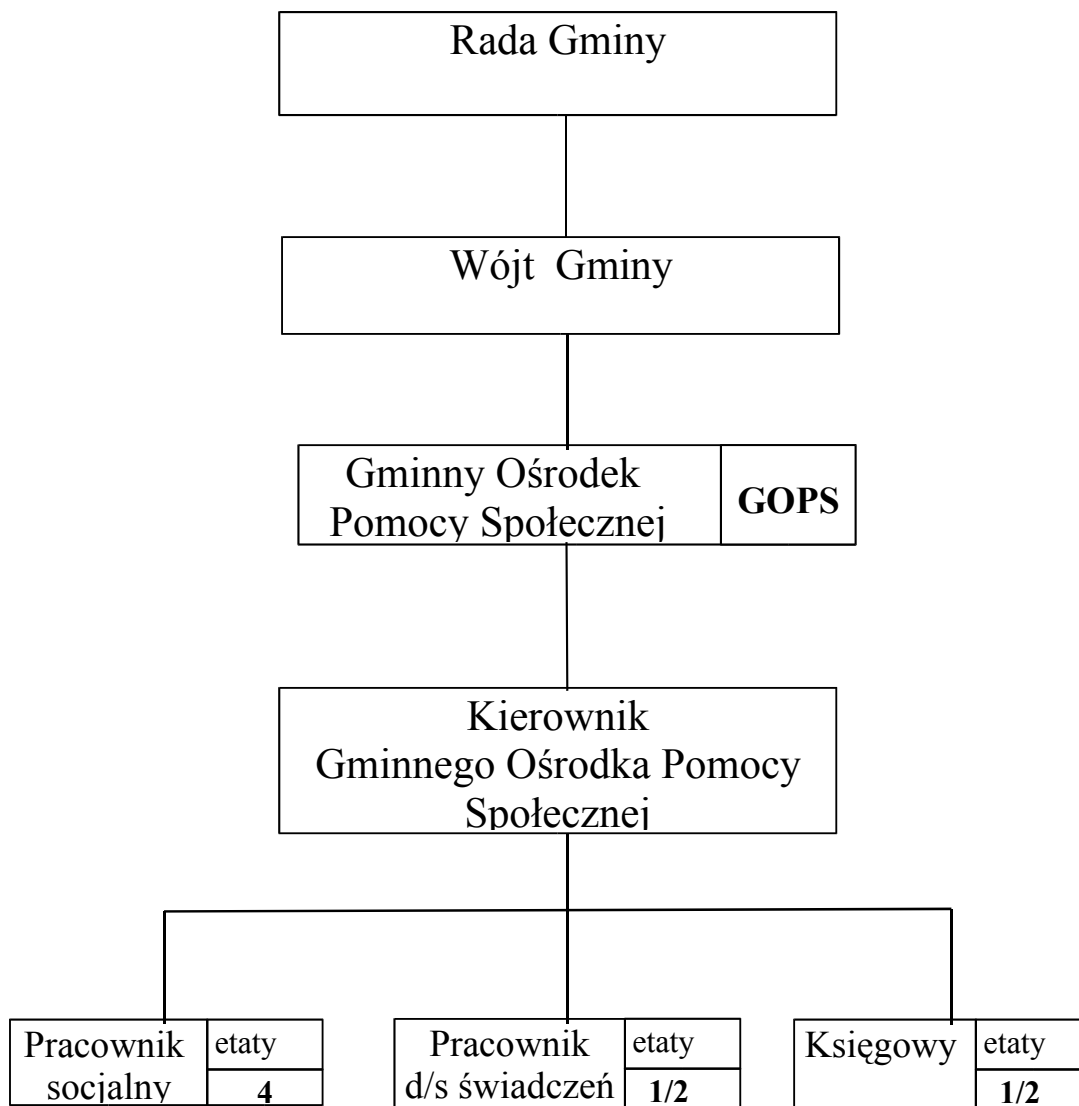 Rada Gminy
Wójt Gminy
Gminny Ośrodek
Pomocy Społecznej
GOPS
Kierownik
Gminnego Ośrodka Pomocy
Społecznej
Pracownik
socjalny
etaty
4
Pracownik
d/s świadczeń
etaty
1/2
Księgowy
etaty
1/2